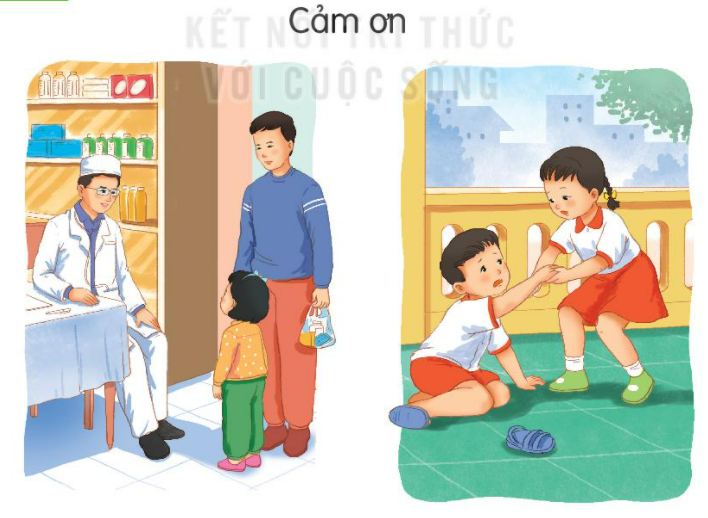 Cảm ơn
KẾT NỐI TRI THỨC
VỚI CUỘC SỐNG